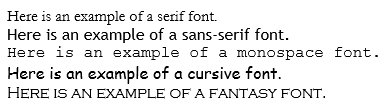 Here is an example of a serif font.
Here is an example of a sans-serif font.
Here is an example of a monospace font.
Here is an example of a cursive font.
HERE IS AN EXAMPLE OF A FANTASY FONT.